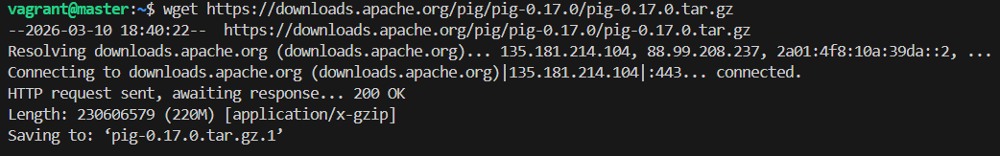 vagrant@master:~$ wget https://downloads.apache.org/pig/pig-0.17.0/pig-0.17.0.tar.gz
--2026-03-10 18:40:22--  https://downloads.apache.org/pig/pig-0.17.0/pig-0.17.0.tar.gz
Resolving downloads.apache.org (downloads.apache.org)... 135.181.214.104, 88.99.208.237, 2a01:4f8:10a:39da::2, ...
Connecting to downloads.apache.org (downloads.apache.org)|135.181.214.104|:443... connected.
HTTP request sent, awaiting response... 200 OK
Length: 230606579 (220M) [application/x-gzip]
Saving to: ‘pig-0.17.0.tar.gz.1’